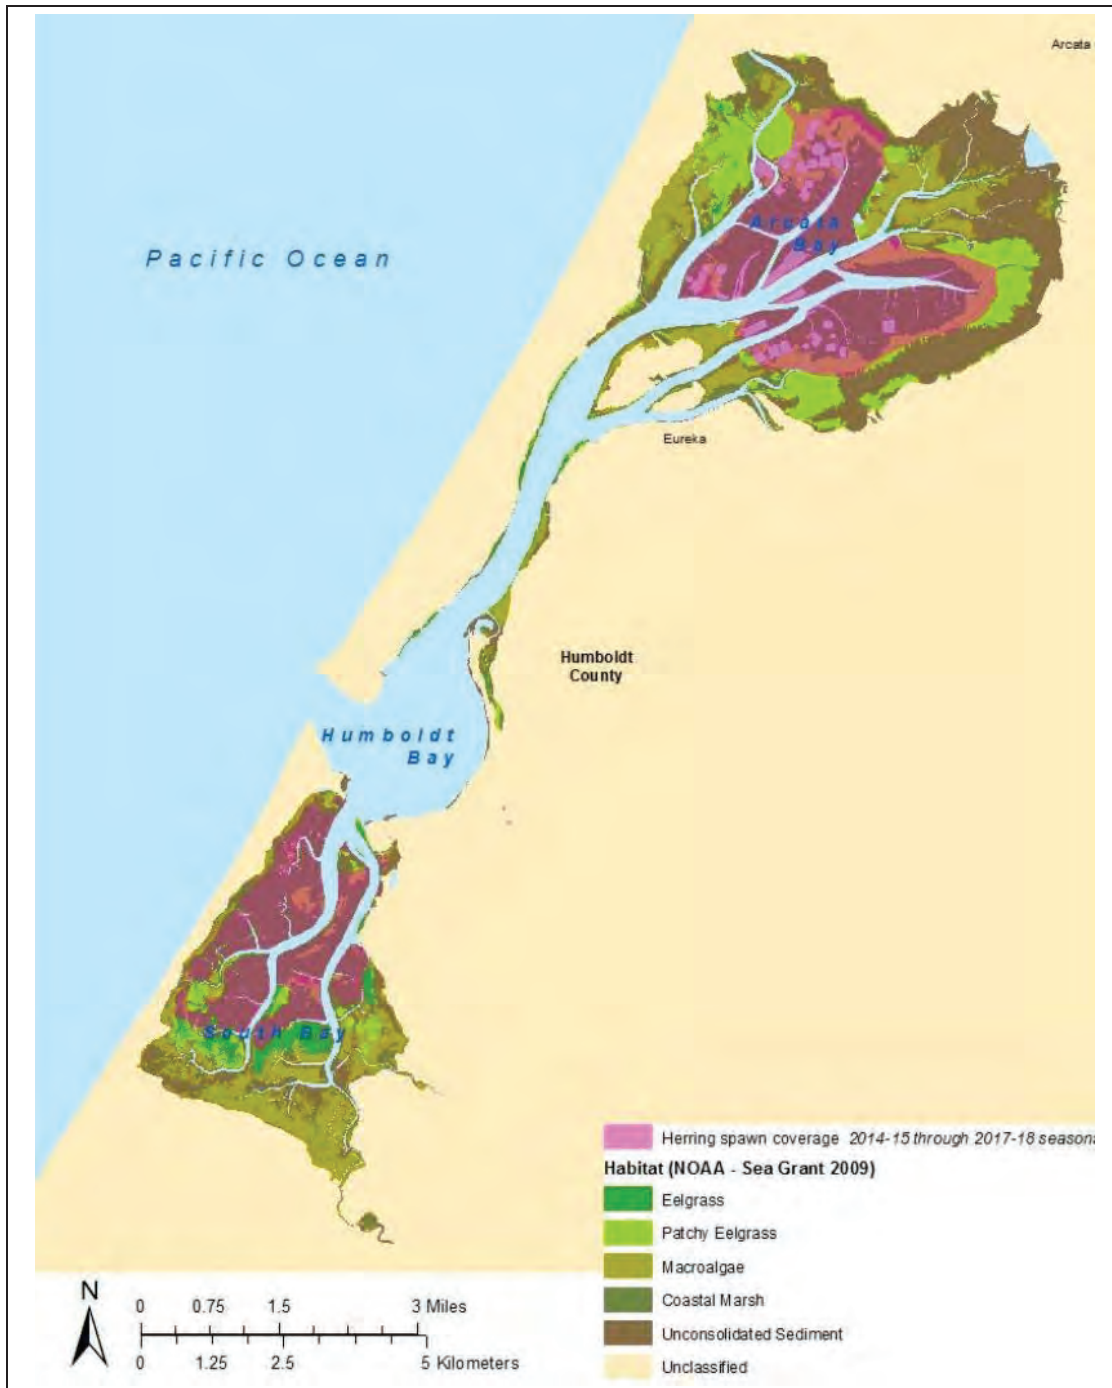 Arcata
Pacific Ocean
Arcata
Bay
Eureka
Humboldt
County
Humboldt
Bay
South Bay
Herring spawn coverage 2014-15 through 2017-18 season
Habitat (NOAA - Sea Grant 2009)
Eelgrass
Patchy Eelgrass
Macroalgae
Coastal Marsh
Unconsolidated Sediment
Unclassified
N
0 0.75 1.5 3 Miles
0 1.25 2.5 5 Kilometers